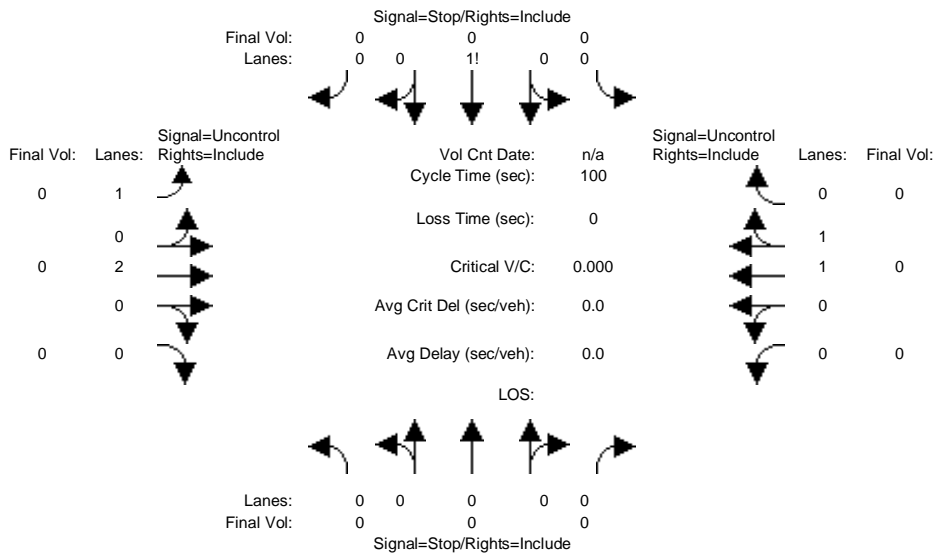 Signal=Stop/Rights=Include
Final Vol: 0 0 0
Lanes: 0 0 1! 0 0
Signal=Uncontrol
Final Vol: Lanes: Rights=Include
Vol Cnt Date: n/a
Signal=Uncontrol
Rights=Include Lanes: Final Vol:
Cycle Time (sec): 100
0 1
0 0
Loss Time (sec): 0
0
1
0 2
Critical V/C: 0.000
1 0
0
Avg Crit Del (sec/veh): 0.0
0
0 0
Avg Delay (sec/veh): 0.0
0 0
LOS:
Lanes: 0 0 0 0 0
Final Vol: 0 0 0
Signal=Stop/Rights=Include